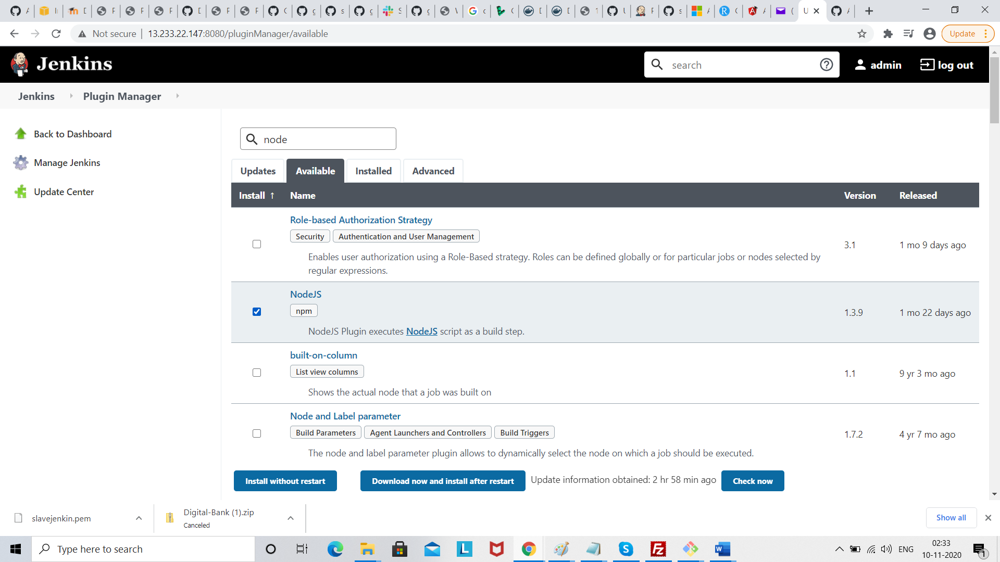 Not secure
13.233.22.147:8080/pluginManager/available
Update
Jenkins
search
admin
log out
Jenkins
Plugin Manager
Back to Dashboard
Manage Jenkins
Update Center
node
Updates
Available
Installed
Advanced
Install ↑ Name Version Released
Role-based Authorization Strategy
Security Authentication and User Management
3.1 1 mo 9 days ago
Enables user authorization using a Role-Based strategy. Roles can be defined globally or for particular jobs or nodes selected by
regular expressions.
NodeJS
npm
1.3.9 1 mo 22 days ago
NodeJS Plugin executes NodeJS script as a build step.
built-on-column
List view columns
1.1 9 yr 3 mo ago
Shows the actual node that a job was built on
Node and Label parameter
Build Parameters Agent Launchers and Controllers Build Triggers
1.7.2 4 yr 7 mo ago
The node and label parameter plugin allows to dynamically select the node on which a job should be executed.
Install without restart
Download now and install after restart
Update information obtained: 2 hr 58 min ago
Check now
slavejenkin.pem
Digital-Bank (1).zip
Canceled
Show all
Type here to search
ENG
02:33
10-11-2020
1